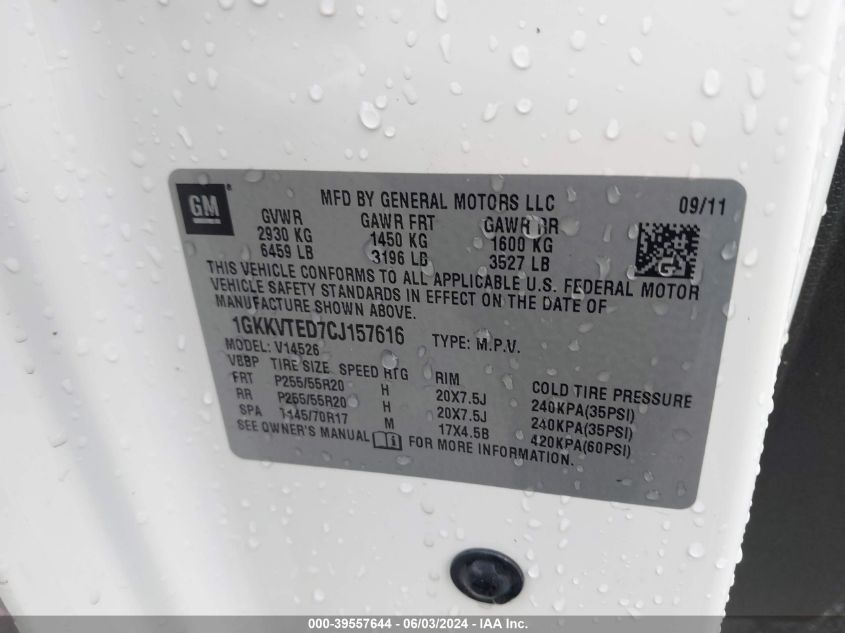 GM ® MFD BY GENERAL MOTORS LLC 09/11
GVWR GAWR FRT GAWR RR
2930 KG 1450 KG 1600 KG
6459 LB 3196 LB 3527 LB
G
THIS VEHICLE CONFORMS TO ALL APPLICABLE U.S. FEDERAL MOTOR
VEHICLE SAFETY STANDARDS IN EFFECT ON THE DATE OF
MANUFACTURE SHOWN ABOVE.
1GKKVTED7CJ157616 TYPE: M.P.V.
MODEL: V14526
VBBP TIRE SIZE SPEED RTG RIM COLD TIRE PRESSURE
FRT P255/55R20 H 20X7.5J 240KPA(35PSI)
RR P255/55R20 H 20X7.5J 240KPA(35PSI)
SPA T145/70R17 M 17X4.5B 420KPA(60PSI)
SEE OWNER'S MANUAL FOR MORE INFORMATION.
000-39557644 - 06/03/2024 - IAA Inc.